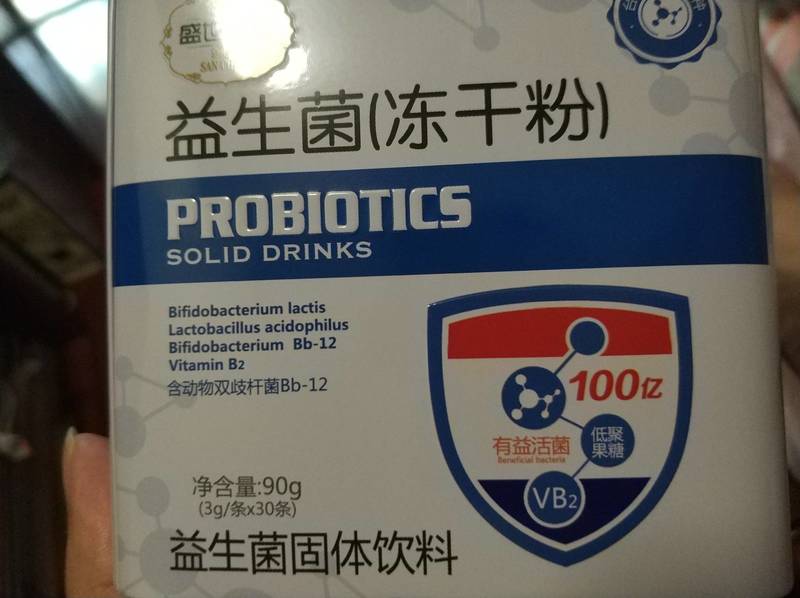 盛世
益生菌(冻干粉)
PROBIOTICS
SOLID DRINKS
Bifidobacterium lactis
Lactobacillus acidophilus
Bifidobacterium Bb-12
Vitamin B2
含动物双歧杆菌Bb-12
100亿
有益活菌
Beneficial bacteria
低聚
果糖
VB2
净含量:90g
(3g/条x30条)
益生菌固体饮料